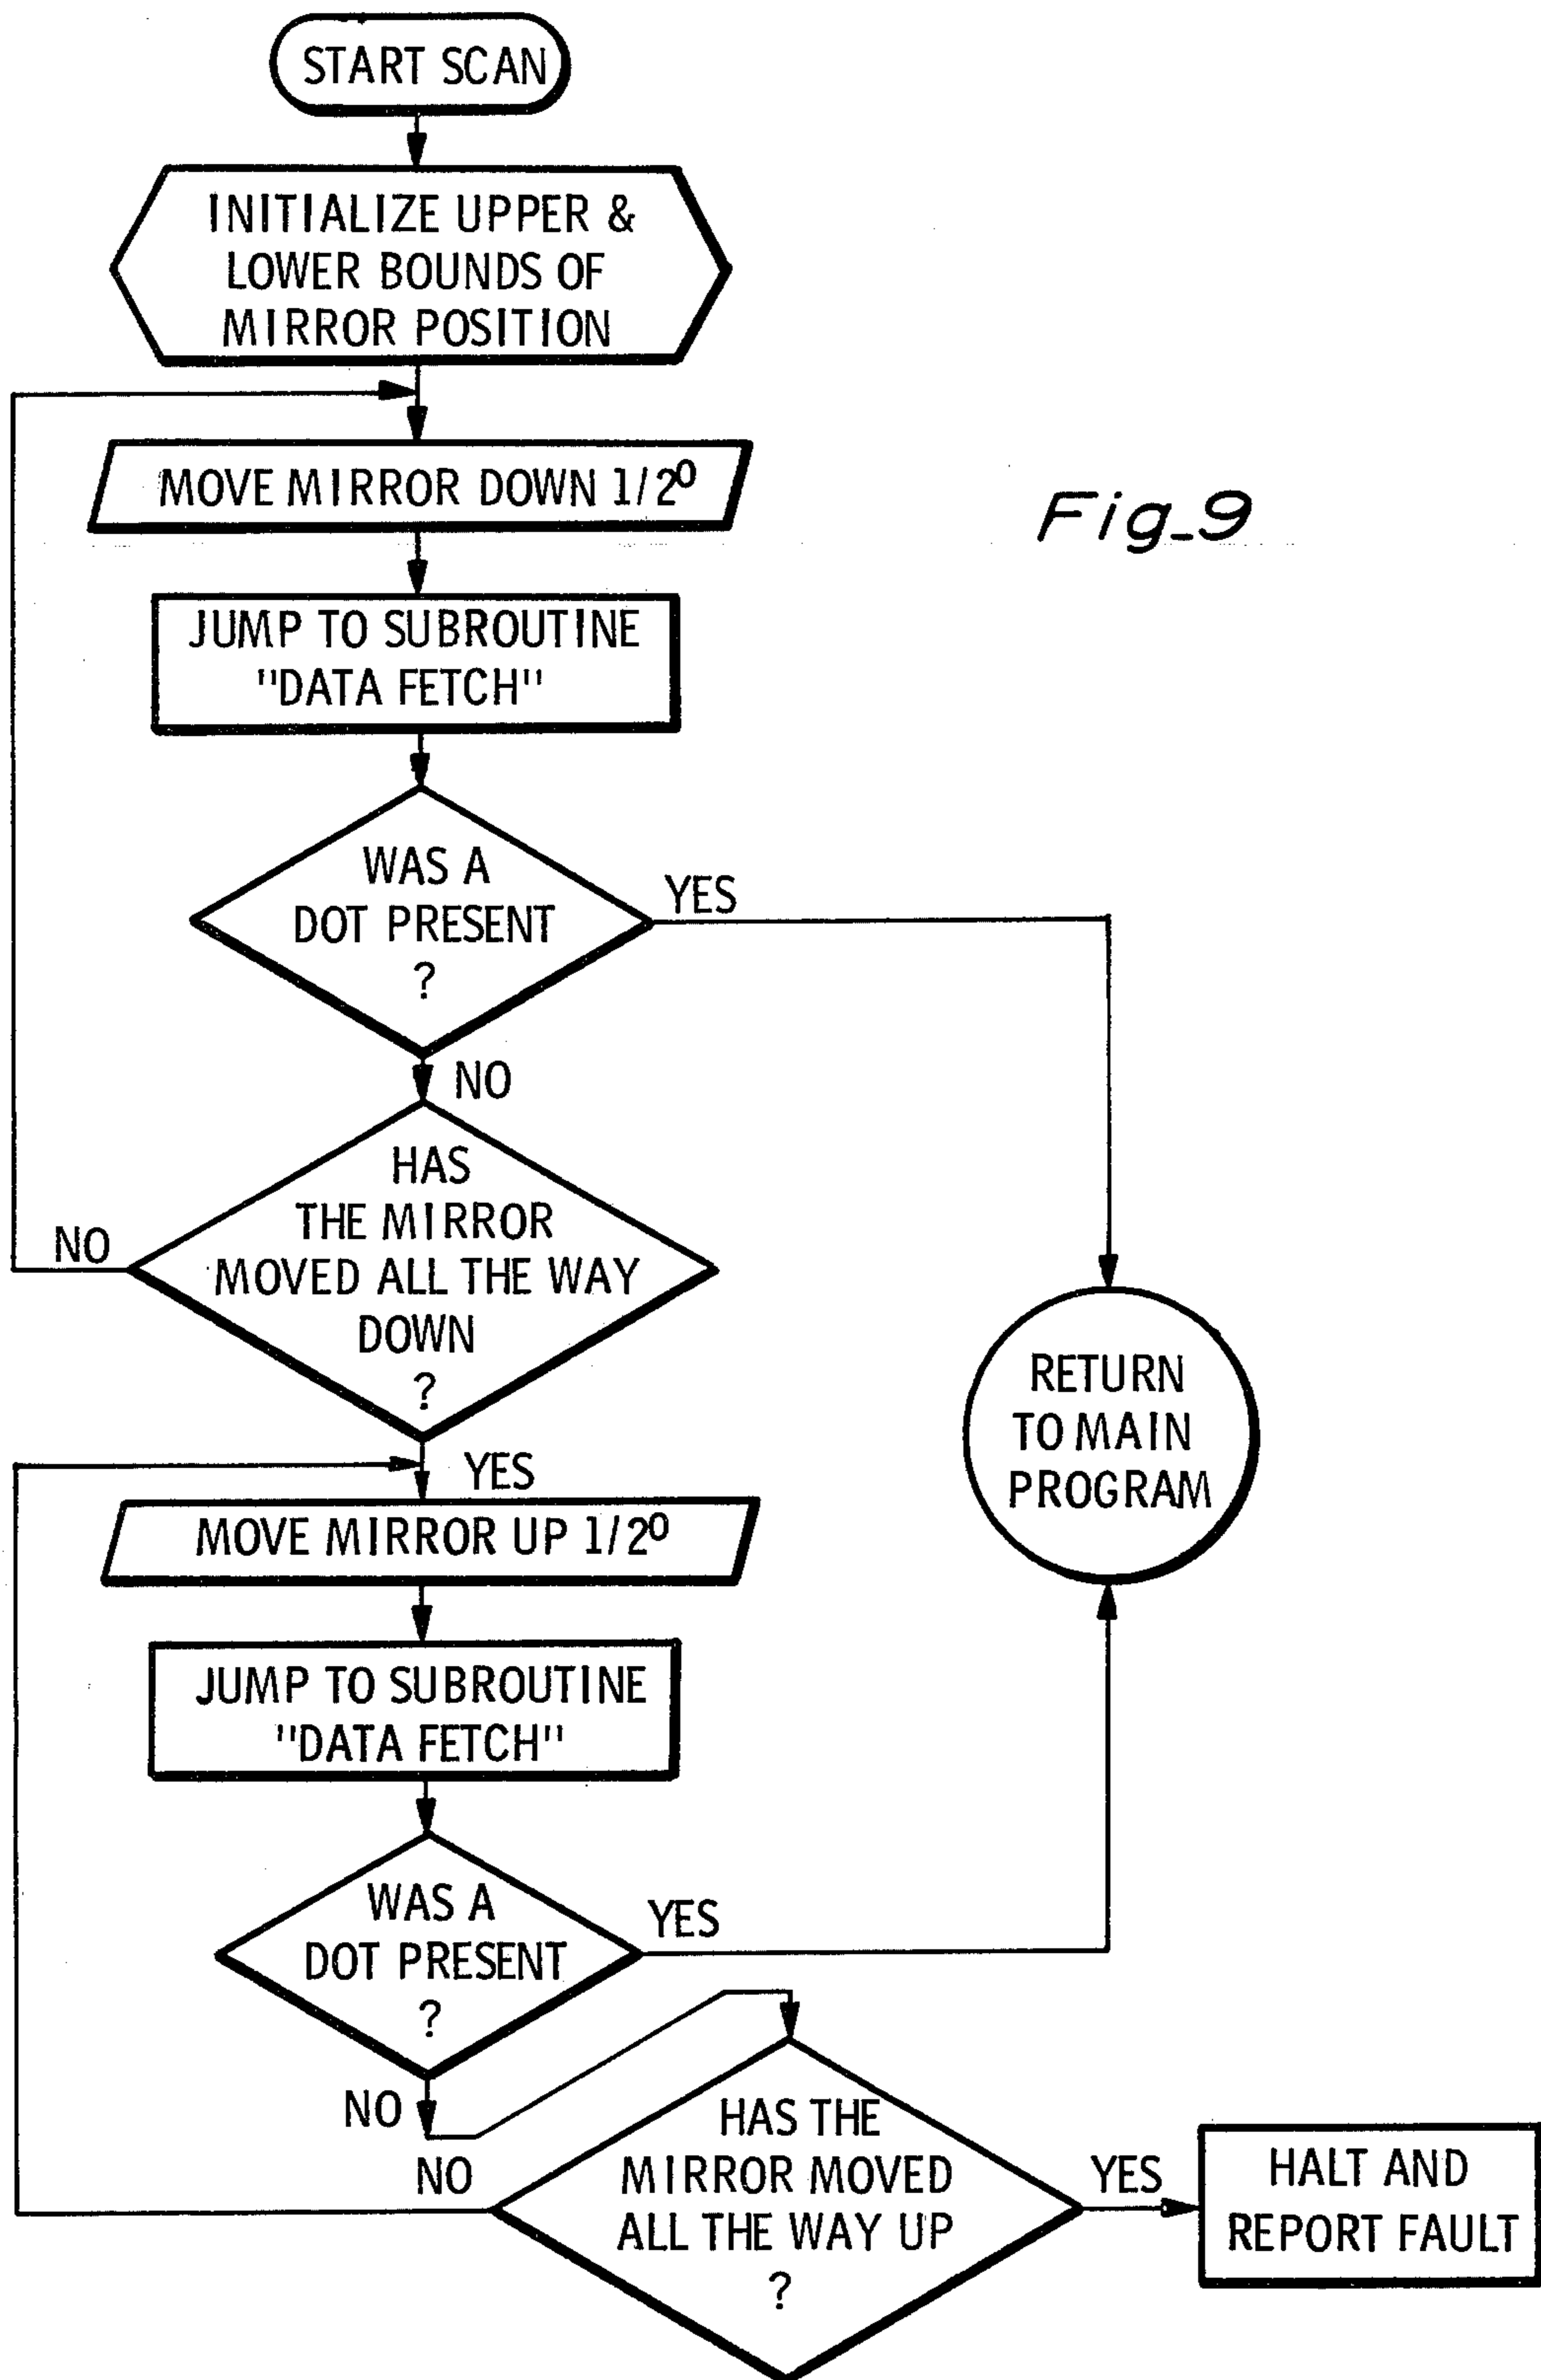 START SCAN
INITIALIZE UPPER &
LOWER BOUNDS OF
MIRROR POSITION
MOVE MIRROR DOWN 1/2⁰
Fig_9
JUMP TO SUBROUTINE
"DATA FETCH"
WAS A
DOT PRESENT
?
YES
NO
HAS
THE MIRROR
MOVED ALL THE WAY
DOWN
?
NO
YES
RETURN
TO MAIN
PROGRAM
MOVE MIRROR UP 1/2⁰
JUMP TO SUBROUTINE
"DATA FETCH"
WAS A
DOT PRESENT
?
YES
NO
HAS THE
MIRROR MOVED
ALL THE WAY UP
?
NO
YES
HALT AND
REPORT FAULT